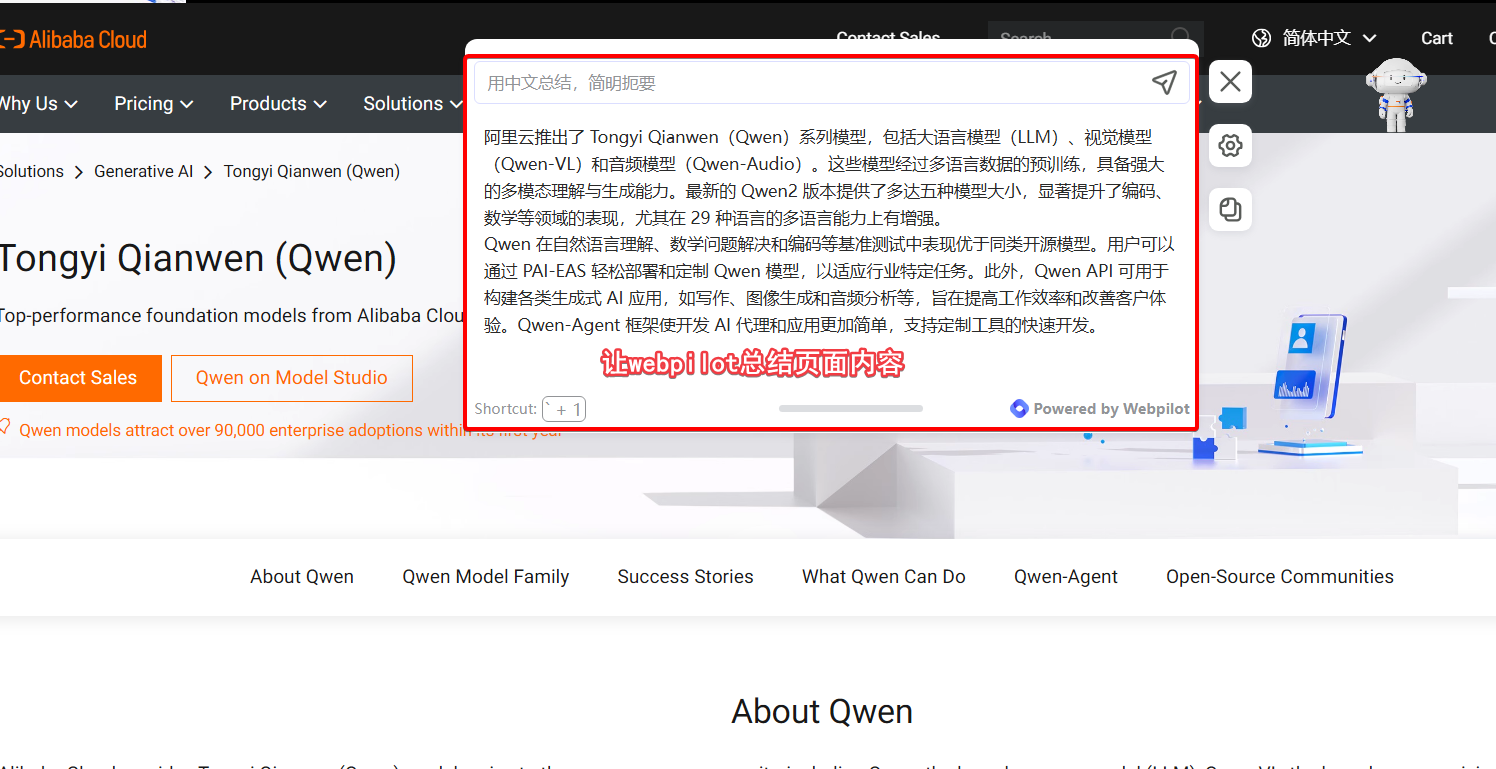 Alibaba Cloud
Contact Sales
Search
简体中文
Cart
Why Us
Pricing
Products
Solutions
用中文总结，简明扼要
阿里云推出了 Tongyi Qianwen（Qwen）系列模型，包括大语言模型（LLM）、视觉模型
（Qwen-VL）和音频模型（Qwen-Audio）。这些模型经过多语言数据的预训练，具备强大
的多模态理解与生成能力。最新的 Qwen2 版本提供了多达五种模型大小，显著提升了编码、
数学等领域的表现，尤其在 29 种语言的多语言能力上有增强。
Qwen 在自然语言理解、数学问题解决和编码等基准测试中表现优于同类开源模型。用户可以
通过 PAI-EAS 轻松部署和定制 Qwen 模型，以适应行业特定任务。此外，Qwen API 可用于
构建各类生成式 AI 应用，如写作、图像生成和音频分析等，旨在提高工作效率和改善客户体
验。Qwen-Agent 框架使开发 AI 代理和应用更加简单，支持定制工具的快速开发。
让webpilot总结页面内容
Shortcut: ` + 1
Powered by Webpilot
Solutions
Generative AI
Tongyi Qianwen (Qwen)
Tongyi Qianwen (Qwen)
Top-performance foundation models from Alibaba Clou
Contact Sales
Qwen on Model Studio
Qwen models attract over 90,000 enterprise adoptions within its first year
About Qwen
Qwen Model Family
Success Stories
What Qwen Can Do
Qwen-Agent
Open-Source Communities
About Qwen